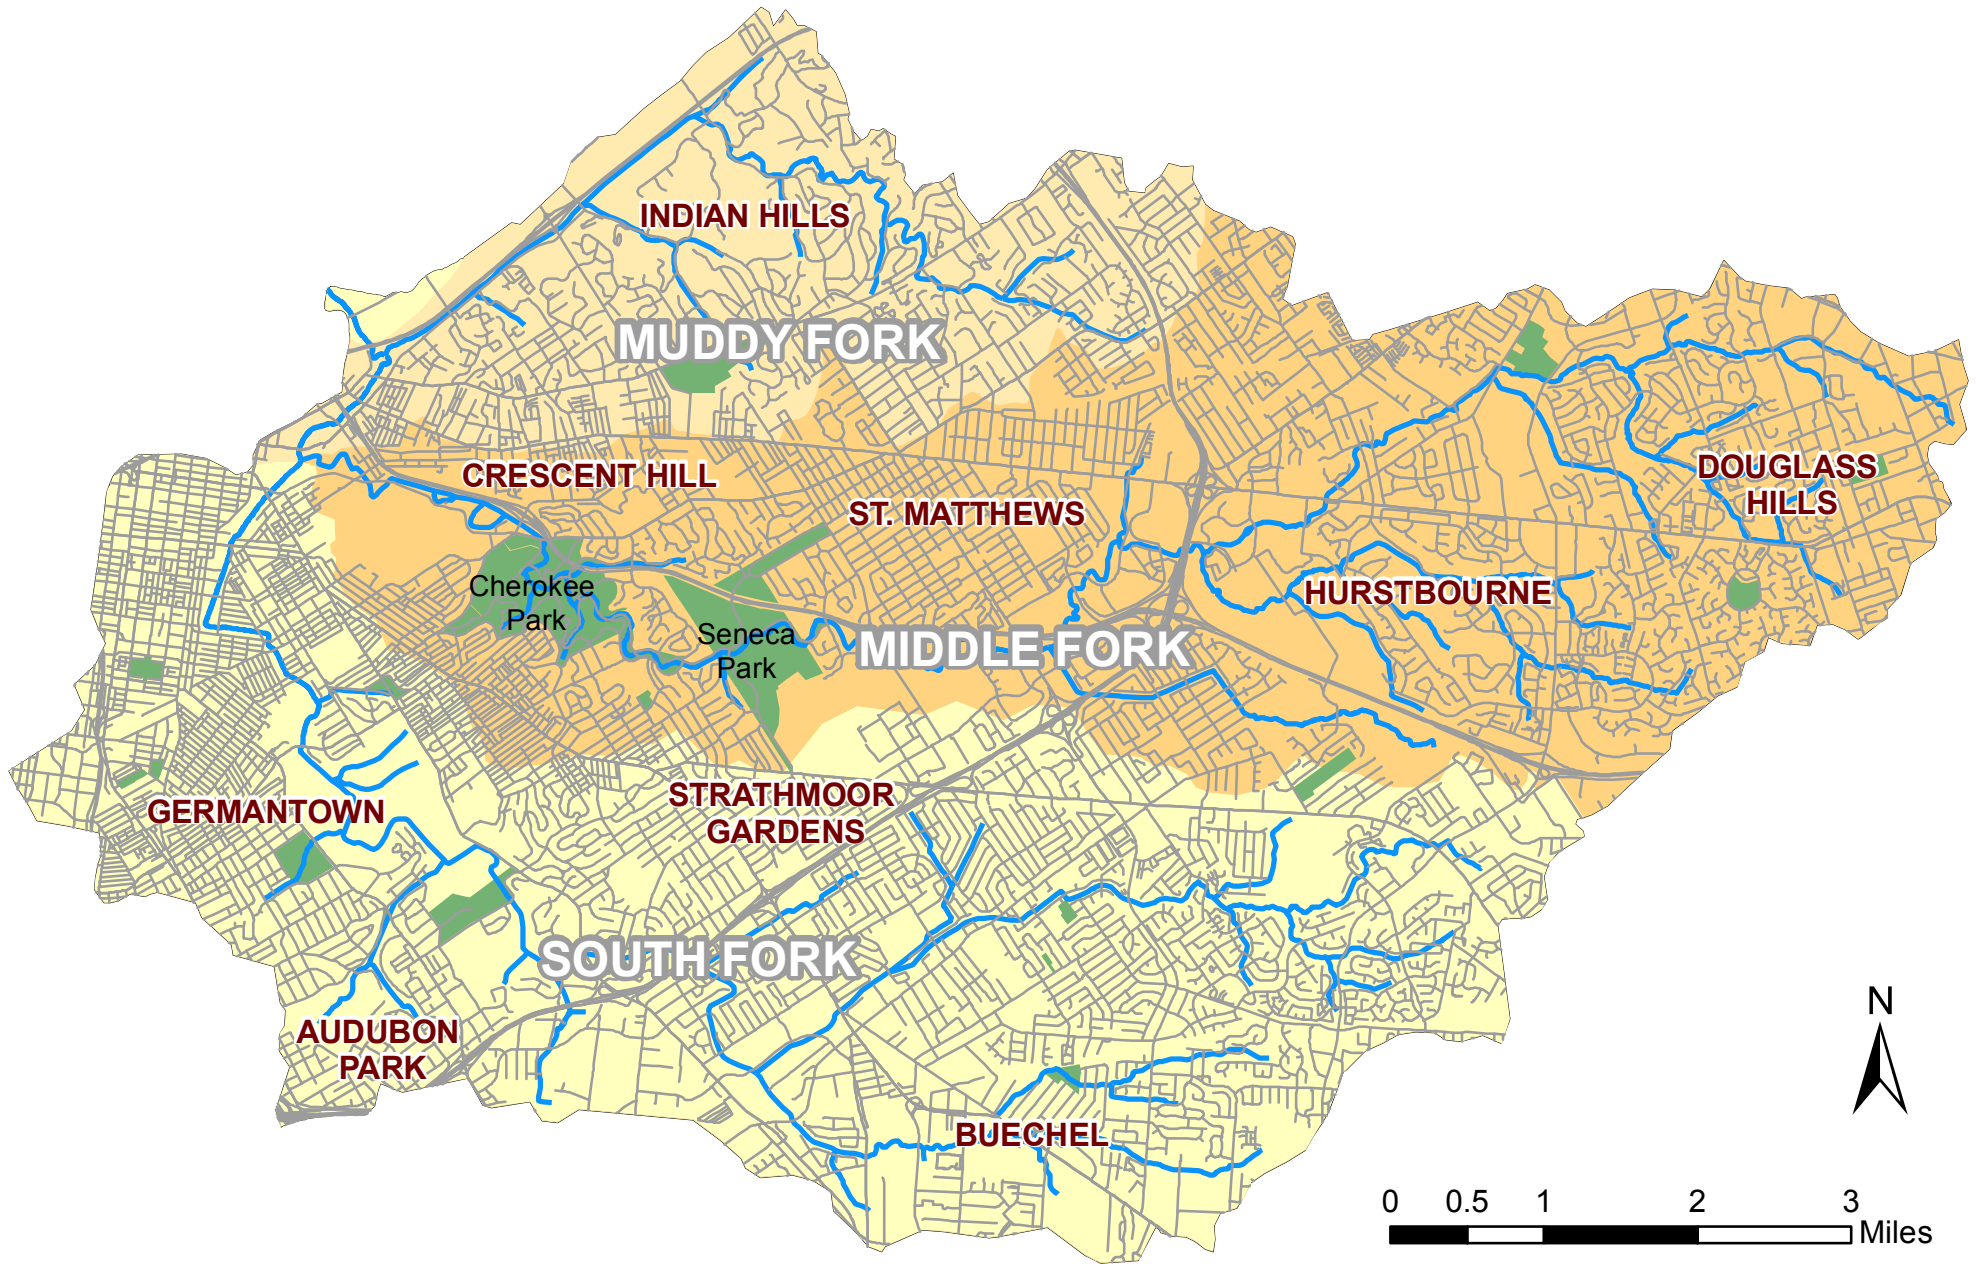 INDIAN HILLS
MUDDY FORK
CRESCENT HILL
ST. MATTHEWS
DOUGLASS
HILLS
Cherokee
Park
HURSTBOURNE
Seneca
Park
MIDDLE FORK
GERMANTOWN
STRATHMOOR
GARDENS
SOUTH FORK
AUDUBON
PARK
BUECHEL
N
0 0.5 1 2 3
Miles